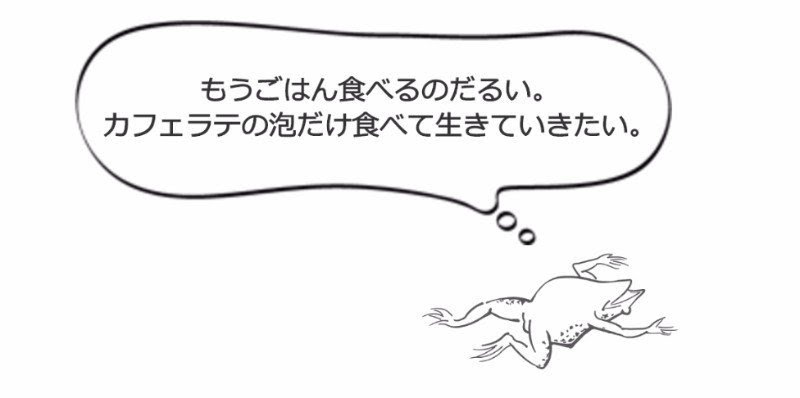 もうごはん食べるのだるい。
カフェラテの泡だけ食べて生きていきたい。